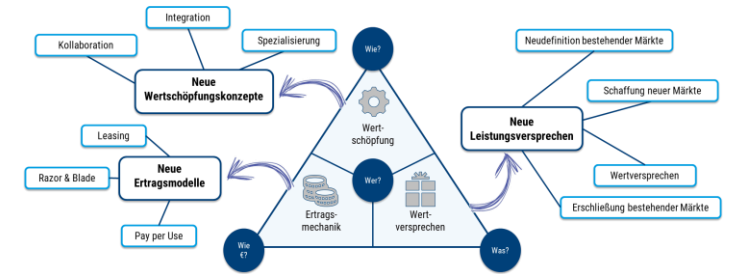 Integration
Kollaboration
Spezialisierung
Neue
Wertschöpfungskonzepte
Wie?
Neudefinition bestehender Märkte
Schaffung neuer Märkte
Neue
Leistungsversprechen
Wertversprechen
Erschließung bestehender Märkte
Wert-
schöpfung
Leasing
Razor & Blade
Neue
Ertragsmodelle
Pay per Use
Wer?
Ertrags-
mechanik
Wert-
versprechen
Wie
€?
Was?